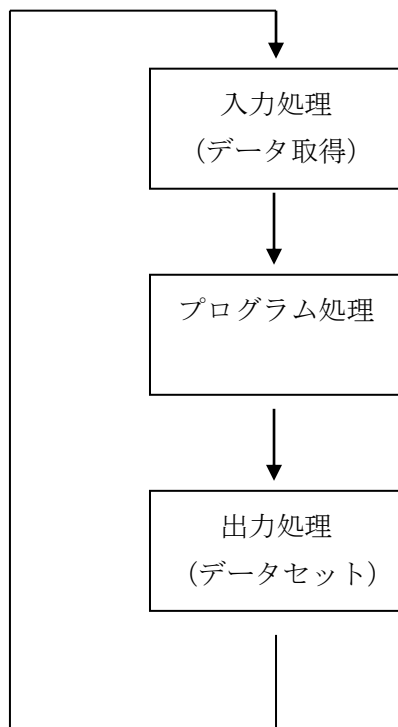 入力処理
（データ取得）
プログラム処理
出力処理
（データセット）